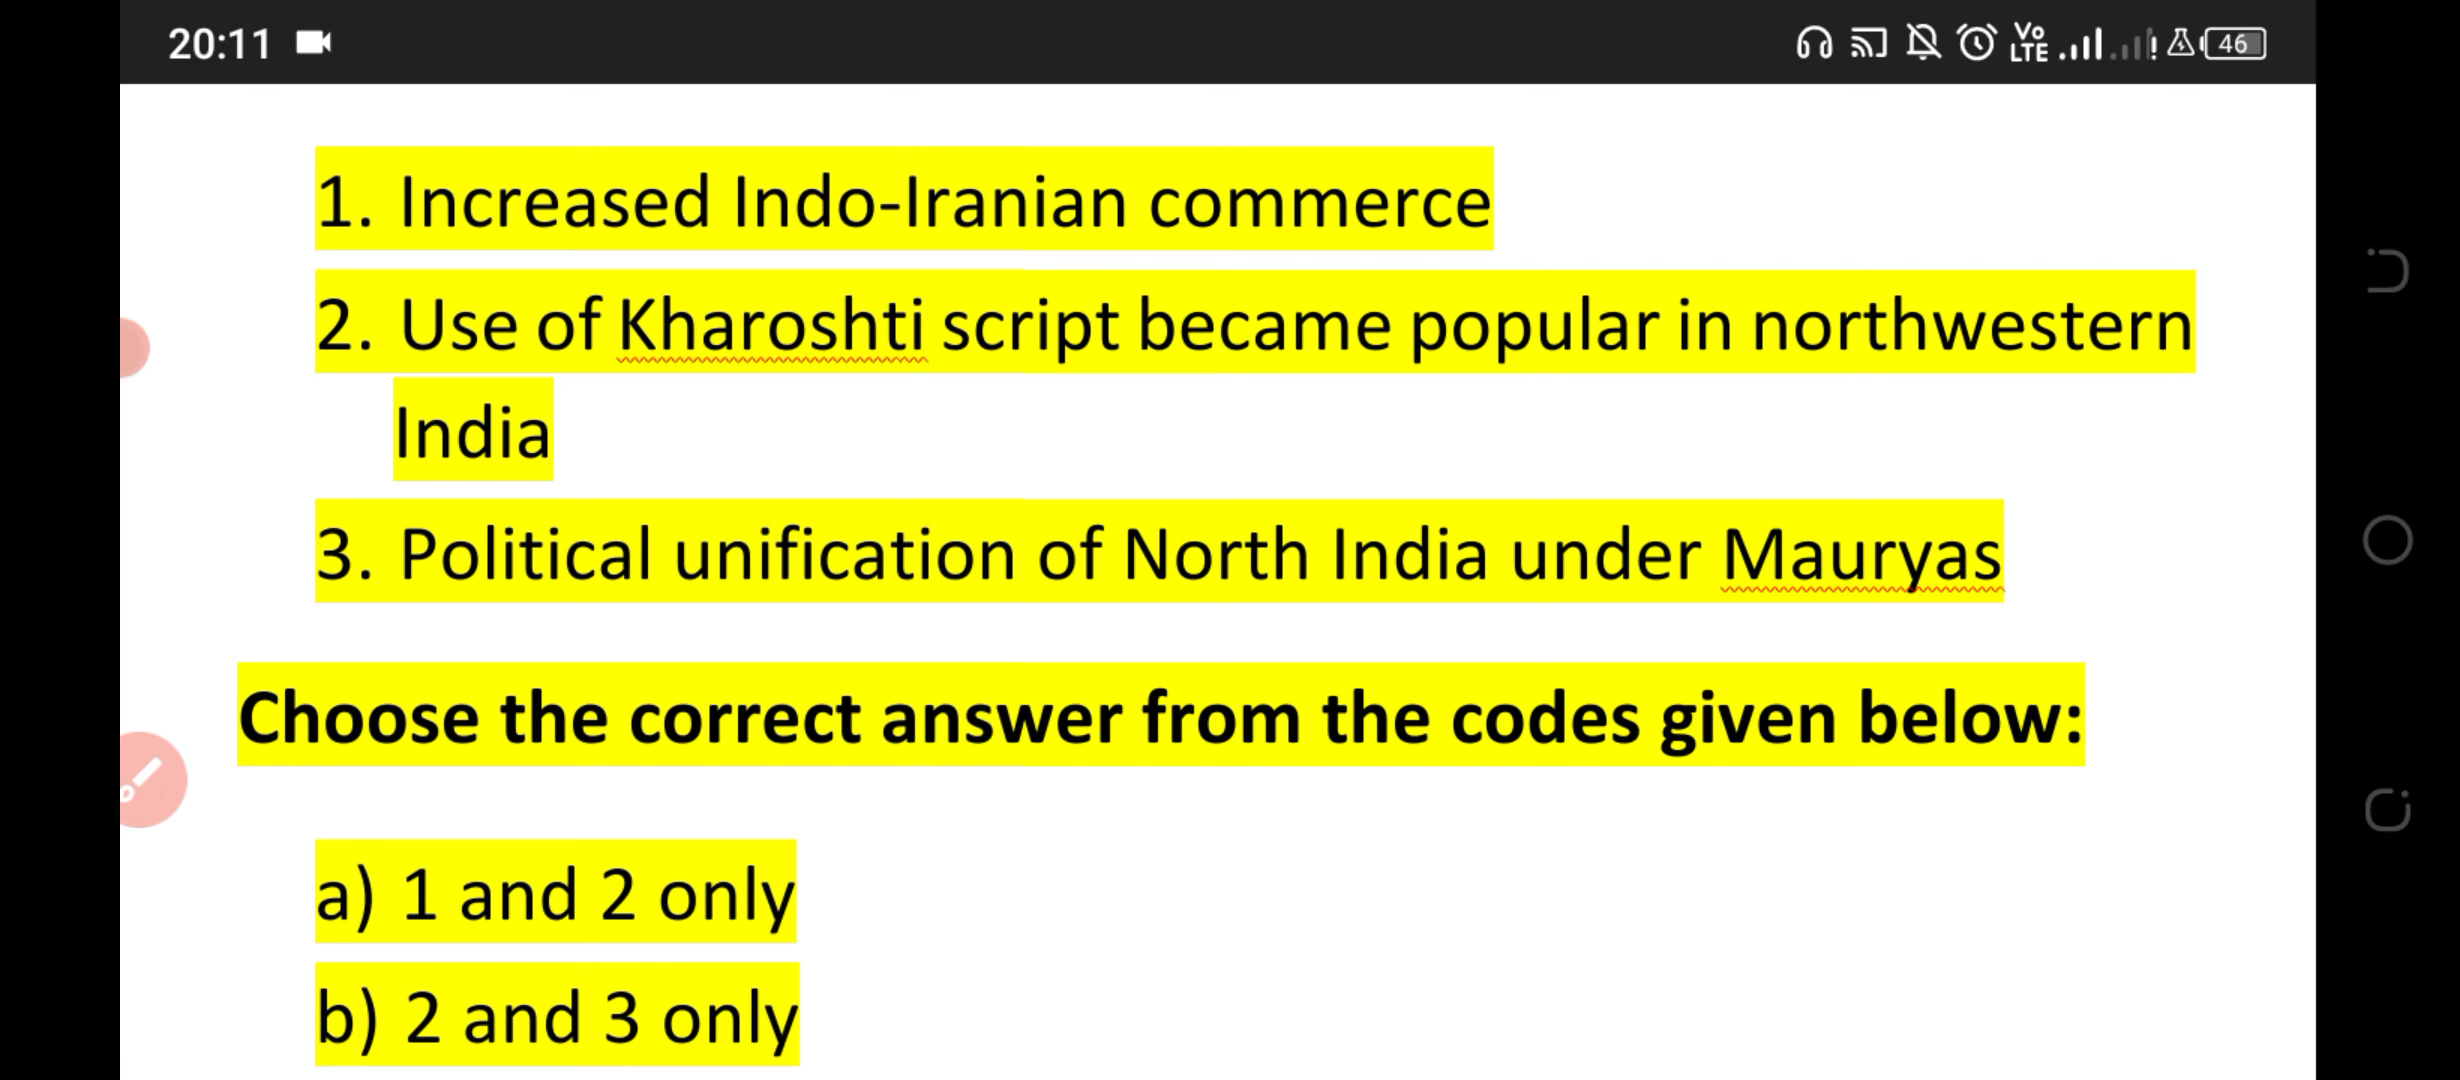 20:11 Vo LTE 46
1. Increased Indo-Iranian commerce
2. Use of Kharoshti script became popular in northwestern
India
3. Political unification of North India under Mauryas
Choose the correct answer from the codes given below:
a) 1 and 2 only
b) 2 and 3 only